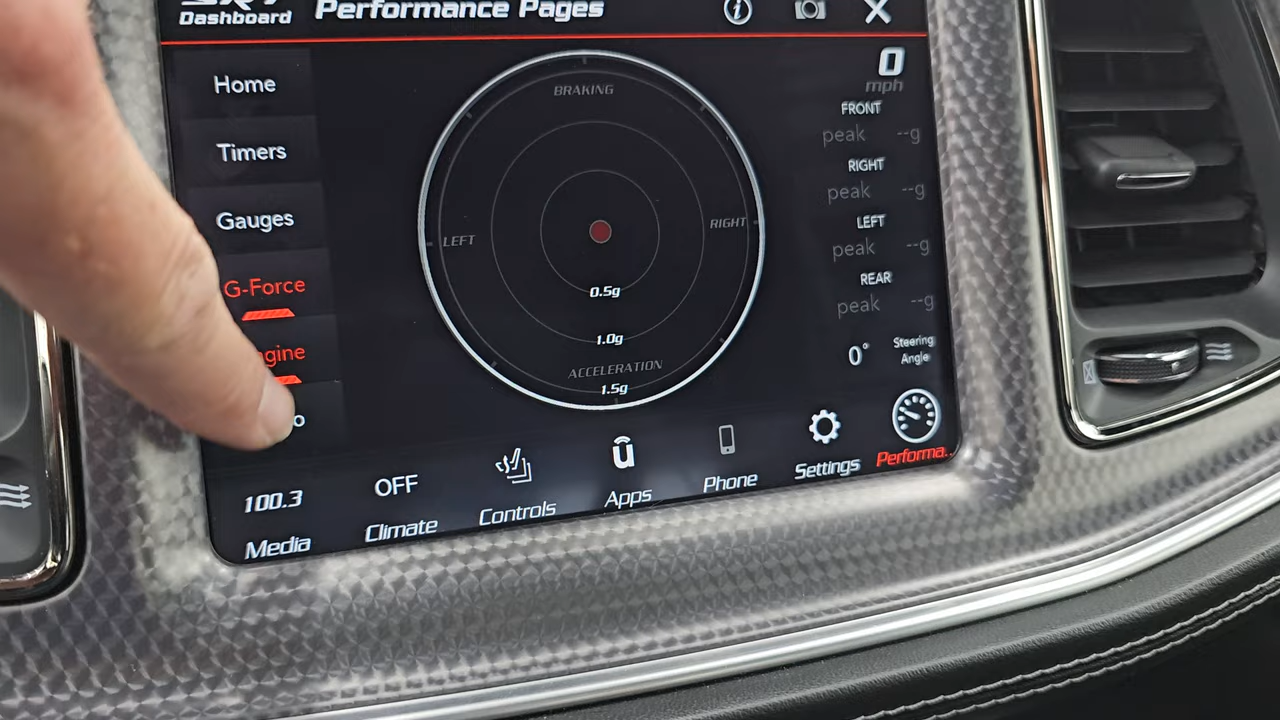 Dashboard
Performance Pages
Home
Timers
Gauges
G-Force
BRAKING
LEFT
RIGHT
0.5g
1.0g
ACCELERATION
1.5g
0
mph
FRONT
peak --g
RIGHT
peak --g
LEFT
peak --g
REAR
peak --g
0° Steering
Angle
100.3
Media
OFF
Climate
Controls
ū
Apps
Phone
Settings
Performa..